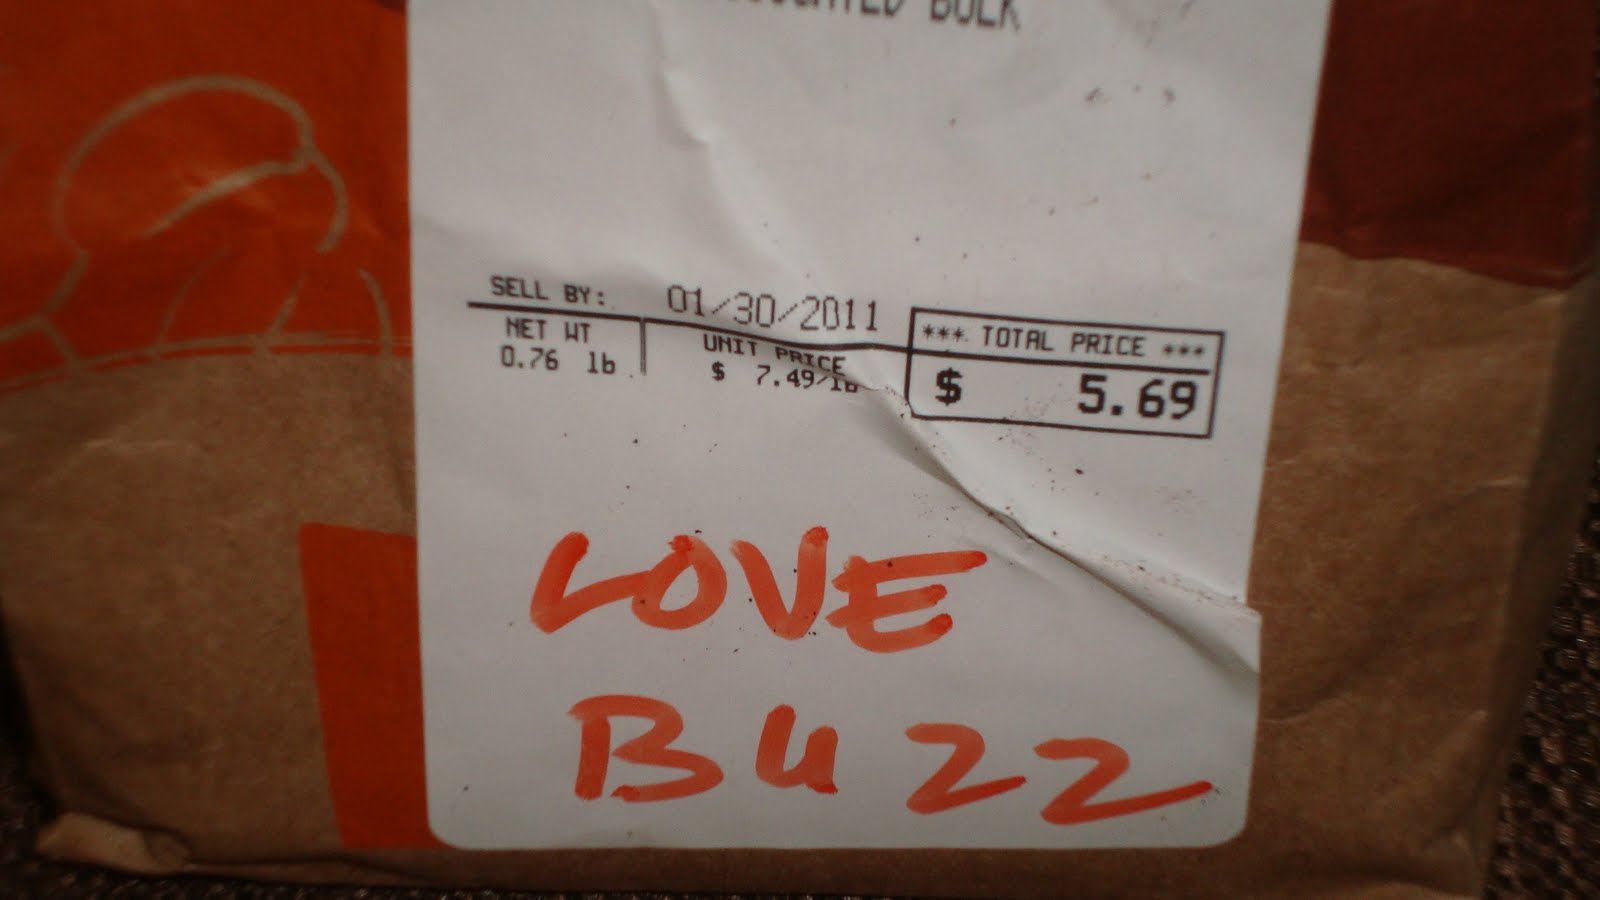 BULK
SELL BY: 01/30/2011
NET WT
0.76 lb
UNIT PRICE
$ 7.49/lb
*** TOTAL PRICE ***
$ 5.69
LOVE
BUZZ